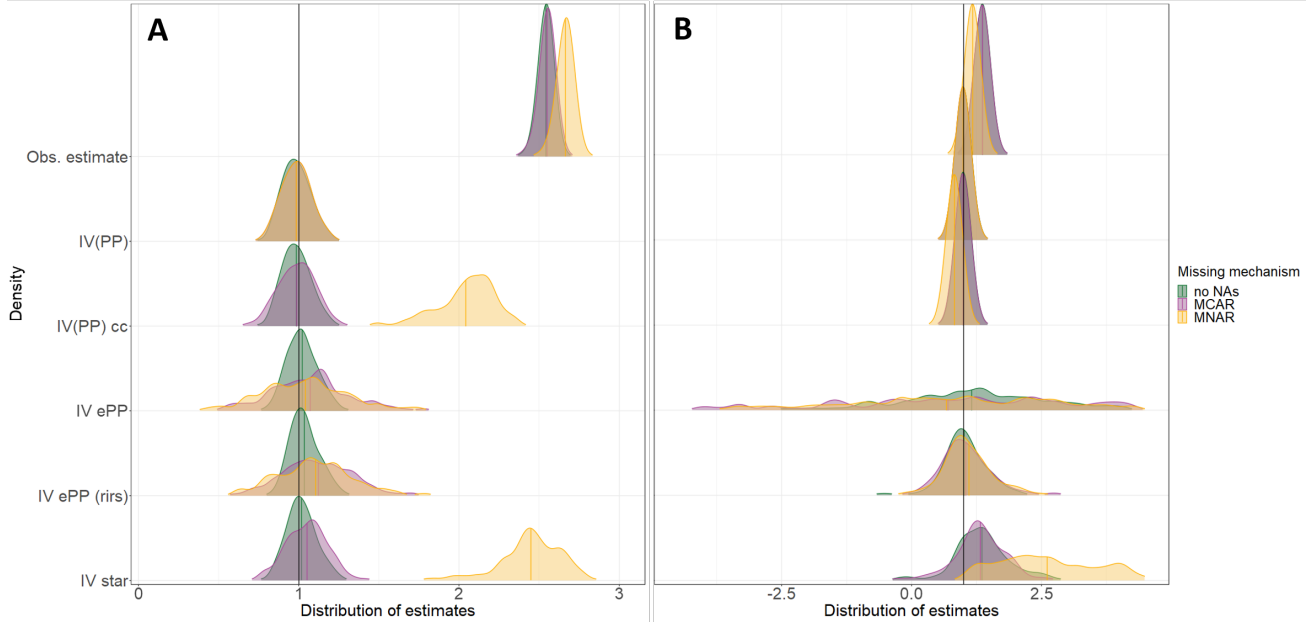 A
B
Obs. estimate
IV(PP)
IV(PP) cc
IV ePP
IV ePP (rirs)
IV star
Density
0
1
2
3
Distribution of estimates
-2.5
0.0
2.5
Distribution of estimates
Missing mechanism
no NAs
MCAR
MNAR